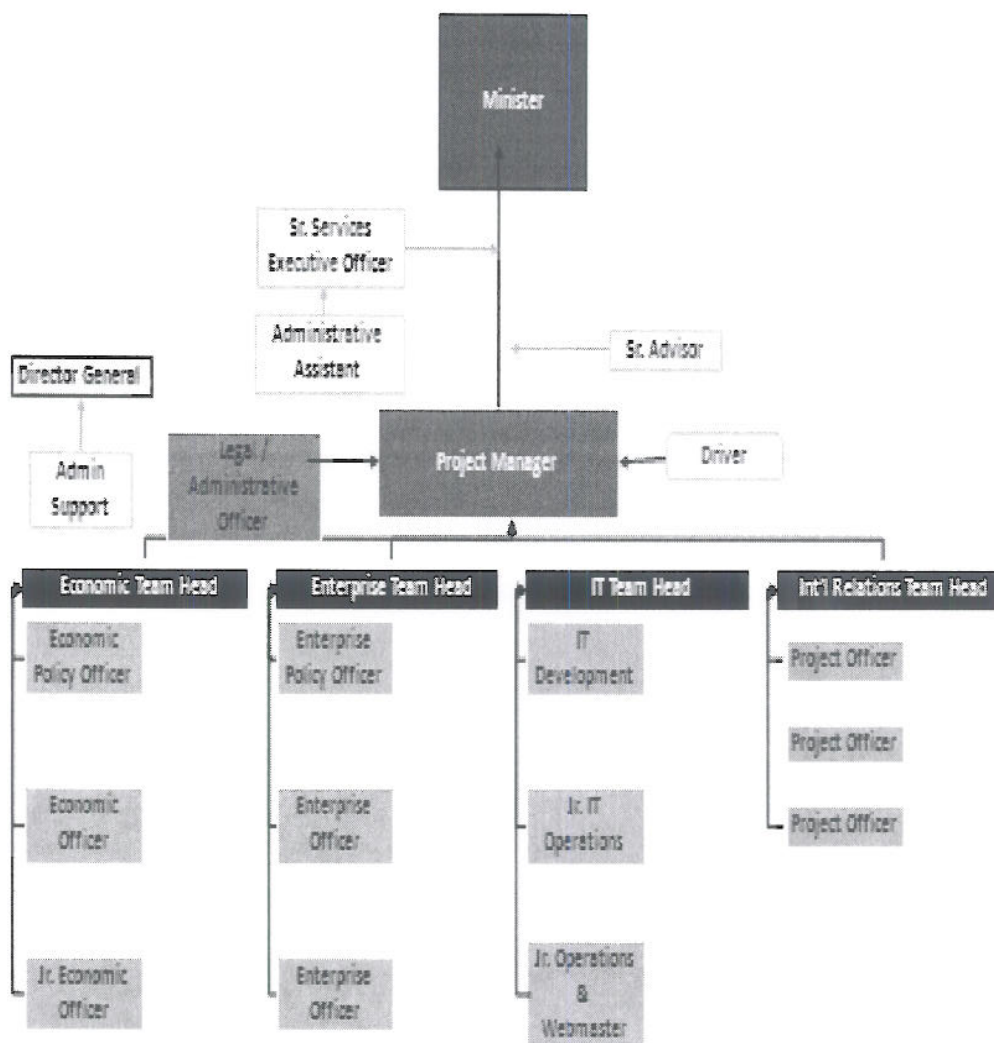 Minister
Sr. Services
Executive Officer
Administrative
Assistant
Sr. Advisor
Director General
Admin
Support
Legal /
Administrative
Officer
Project Manager
Driver
Economic Team Head
Economic
Policy Officer
Economic
Officer
Jr. Economic
Officer
Enterprise Team Head
Enterprise
Policy Officer
Enterprise
Officer
Enterprise
Officer
IT Team Head
IT
Development
Jr. IT
Operations
Jr. Operations
&
Webmaster
Int'l Relations Team Head
Project Officer
Project Officer
Project Officer